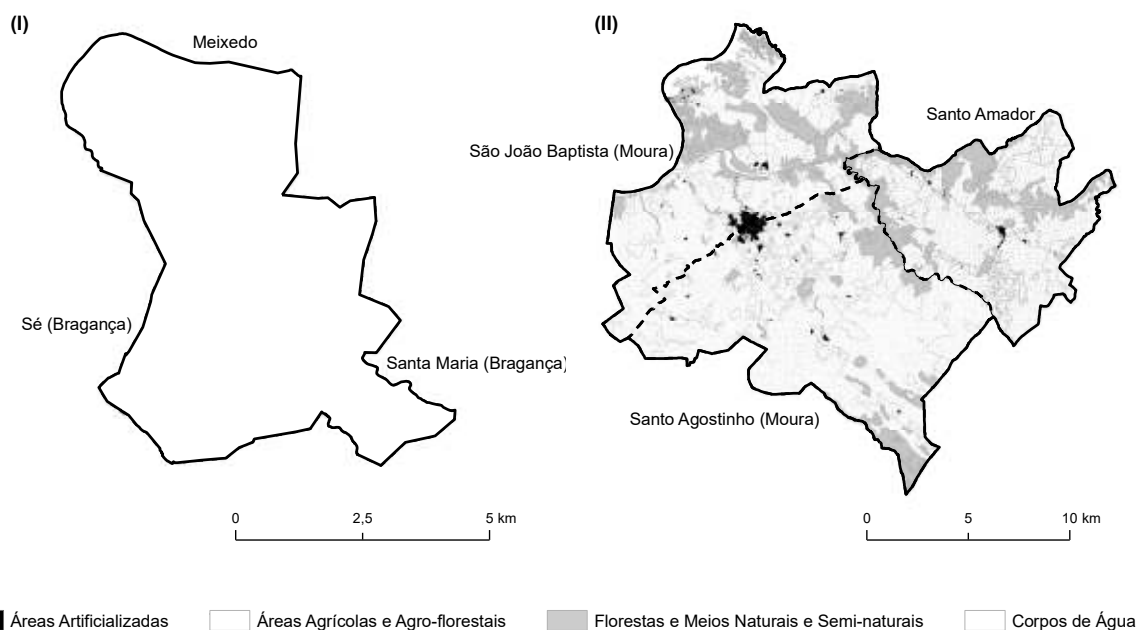 (I)
Meixedo
Sé (Bragança)
Santa Maria (Bragança)
0 2,5 5 km
(II)
Santo Amador
São João Baptista (Moura)
Santo Agostinho (Moura)
0 5 10 km
Áreas Artificializadas Áreas Agrícolas e Agro-florestais Florestas e Meios Naturais e Semi-naturais Corpos de Água